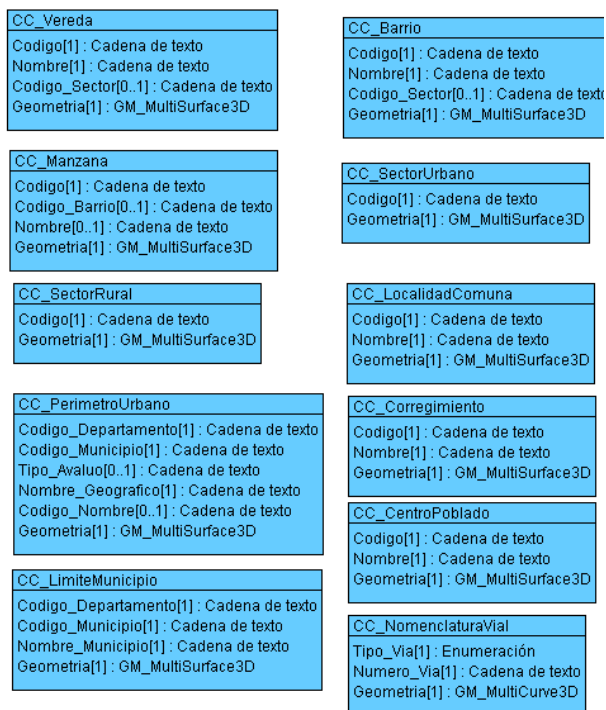 CC_Vereda
Codigo[1] : Cadena de texto
Nombre[1] : Cadena de texto
Codigo_Sector[0..1] : Cadena de texto
Geometria[1] : GM_MultiSurface3D
CC_Barrio
Codigo[1] : Cadena de texto
Nombre[1] : Cadena de texto
Codigo_Sector[0..1] : Cadena de texto
Geometria[1] : GM_MultiSurface3D
CC_Manzana
Codigo[1] : Cadena de texto
Codigo_Barrio[0..1] : Cadena de texto
Nombre[0..1] : Cadena de texto
Geometria[1] : GM_MultiSurface3D
CC_SectorUrbano
Codigo[1] : Cadena de texto
Geometria[1] : GM_MultiSurface3D
CC_SectorRural
Codigo[1] : Cadena de texto
Geometria[1] : GM_MultiSurface3D
CC_LocalidadComuna
Codigo[1] : Cadena de texto
Nombre[1] : Cadena de texto
Geometria[1] : GM_MultiSurface3D
CC_PerimetroUrbano
Codigo_Departamento[1] : Cadena de texto
Codigo_Municipio[1] : Cadena de texto
Tipo_Avaluo[0..1] : Cadena de texto
Nombre_Geografico[1] : Cadena de texto
Codigo_Nombre[0..1] : Cadena de texto
Geometria[1] : GM_MultiSurface3D
CC_Corregimiento
Codigo[1] : Cadena de texto
Nombre[1] : Cadena de texto
Geometria[1] : GM_MultiSurface3D
CC_CentroPoblado
Codigo[1] : Cadena de texto
Nombre[1] : Cadena de texto
Geometria[1] : GM_MultiSurface3D
CC_LimiteMunicipio
Codigo_Departamento[1] : Cadena de texto
Codigo_Municipio[1] : Cadena de texto
Nombre_Municipio[1] : Cadena de texto
Geometria[1] : GM_MultiSurface3D
CC_NomenclaturaVial
Tipo_Via[1] : Enumeración
Numero_Via[1] : Cadena de texto
Geometria[1] : GM_MultiCurve3D